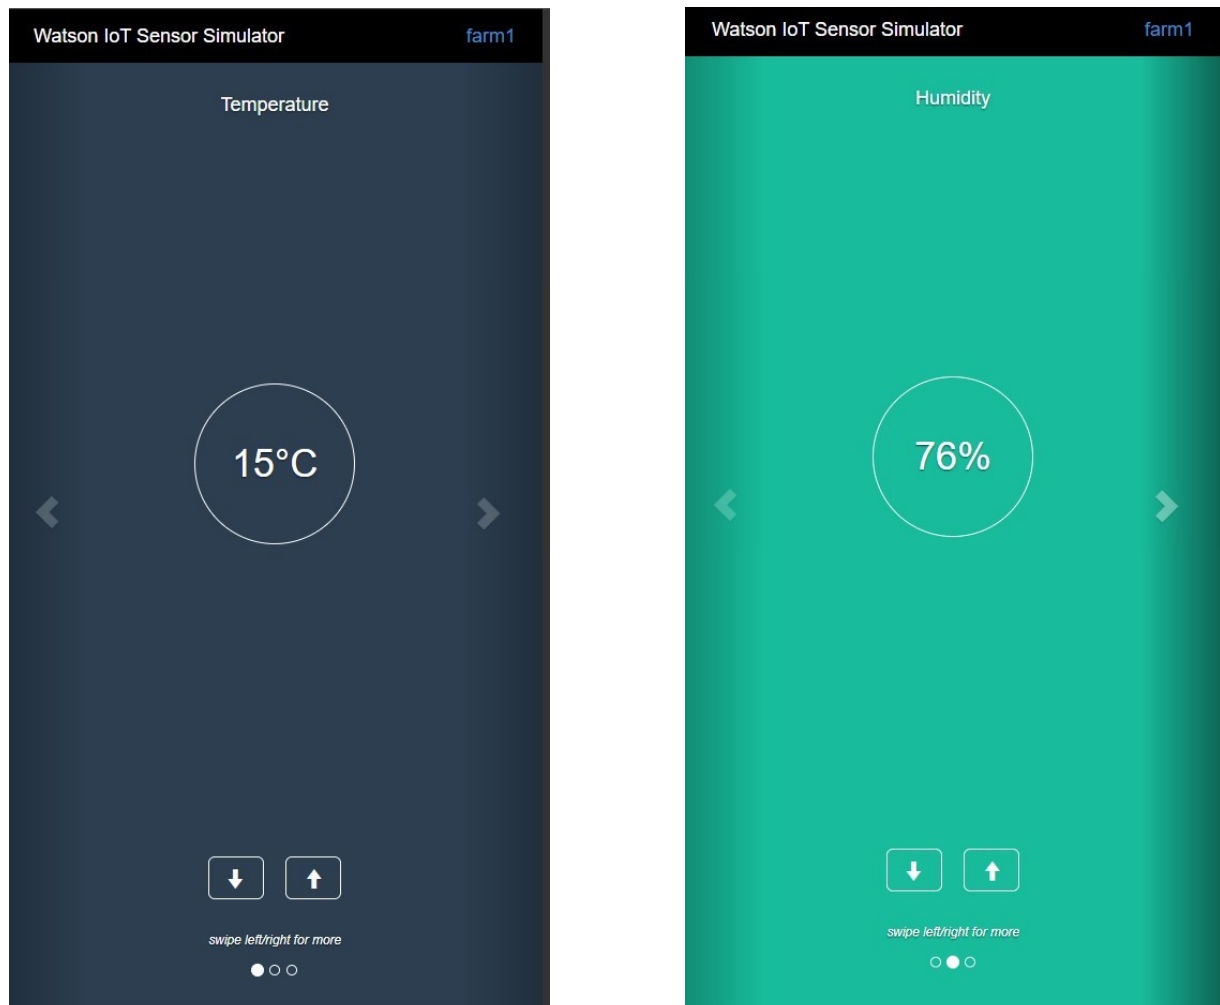 Watson IoT Sensor Simulator farm1
Temperature
15°C
swipe left/right for more
Watson IoT Sensor Simulator farm1
Humidity
76%
swipe left/right for more